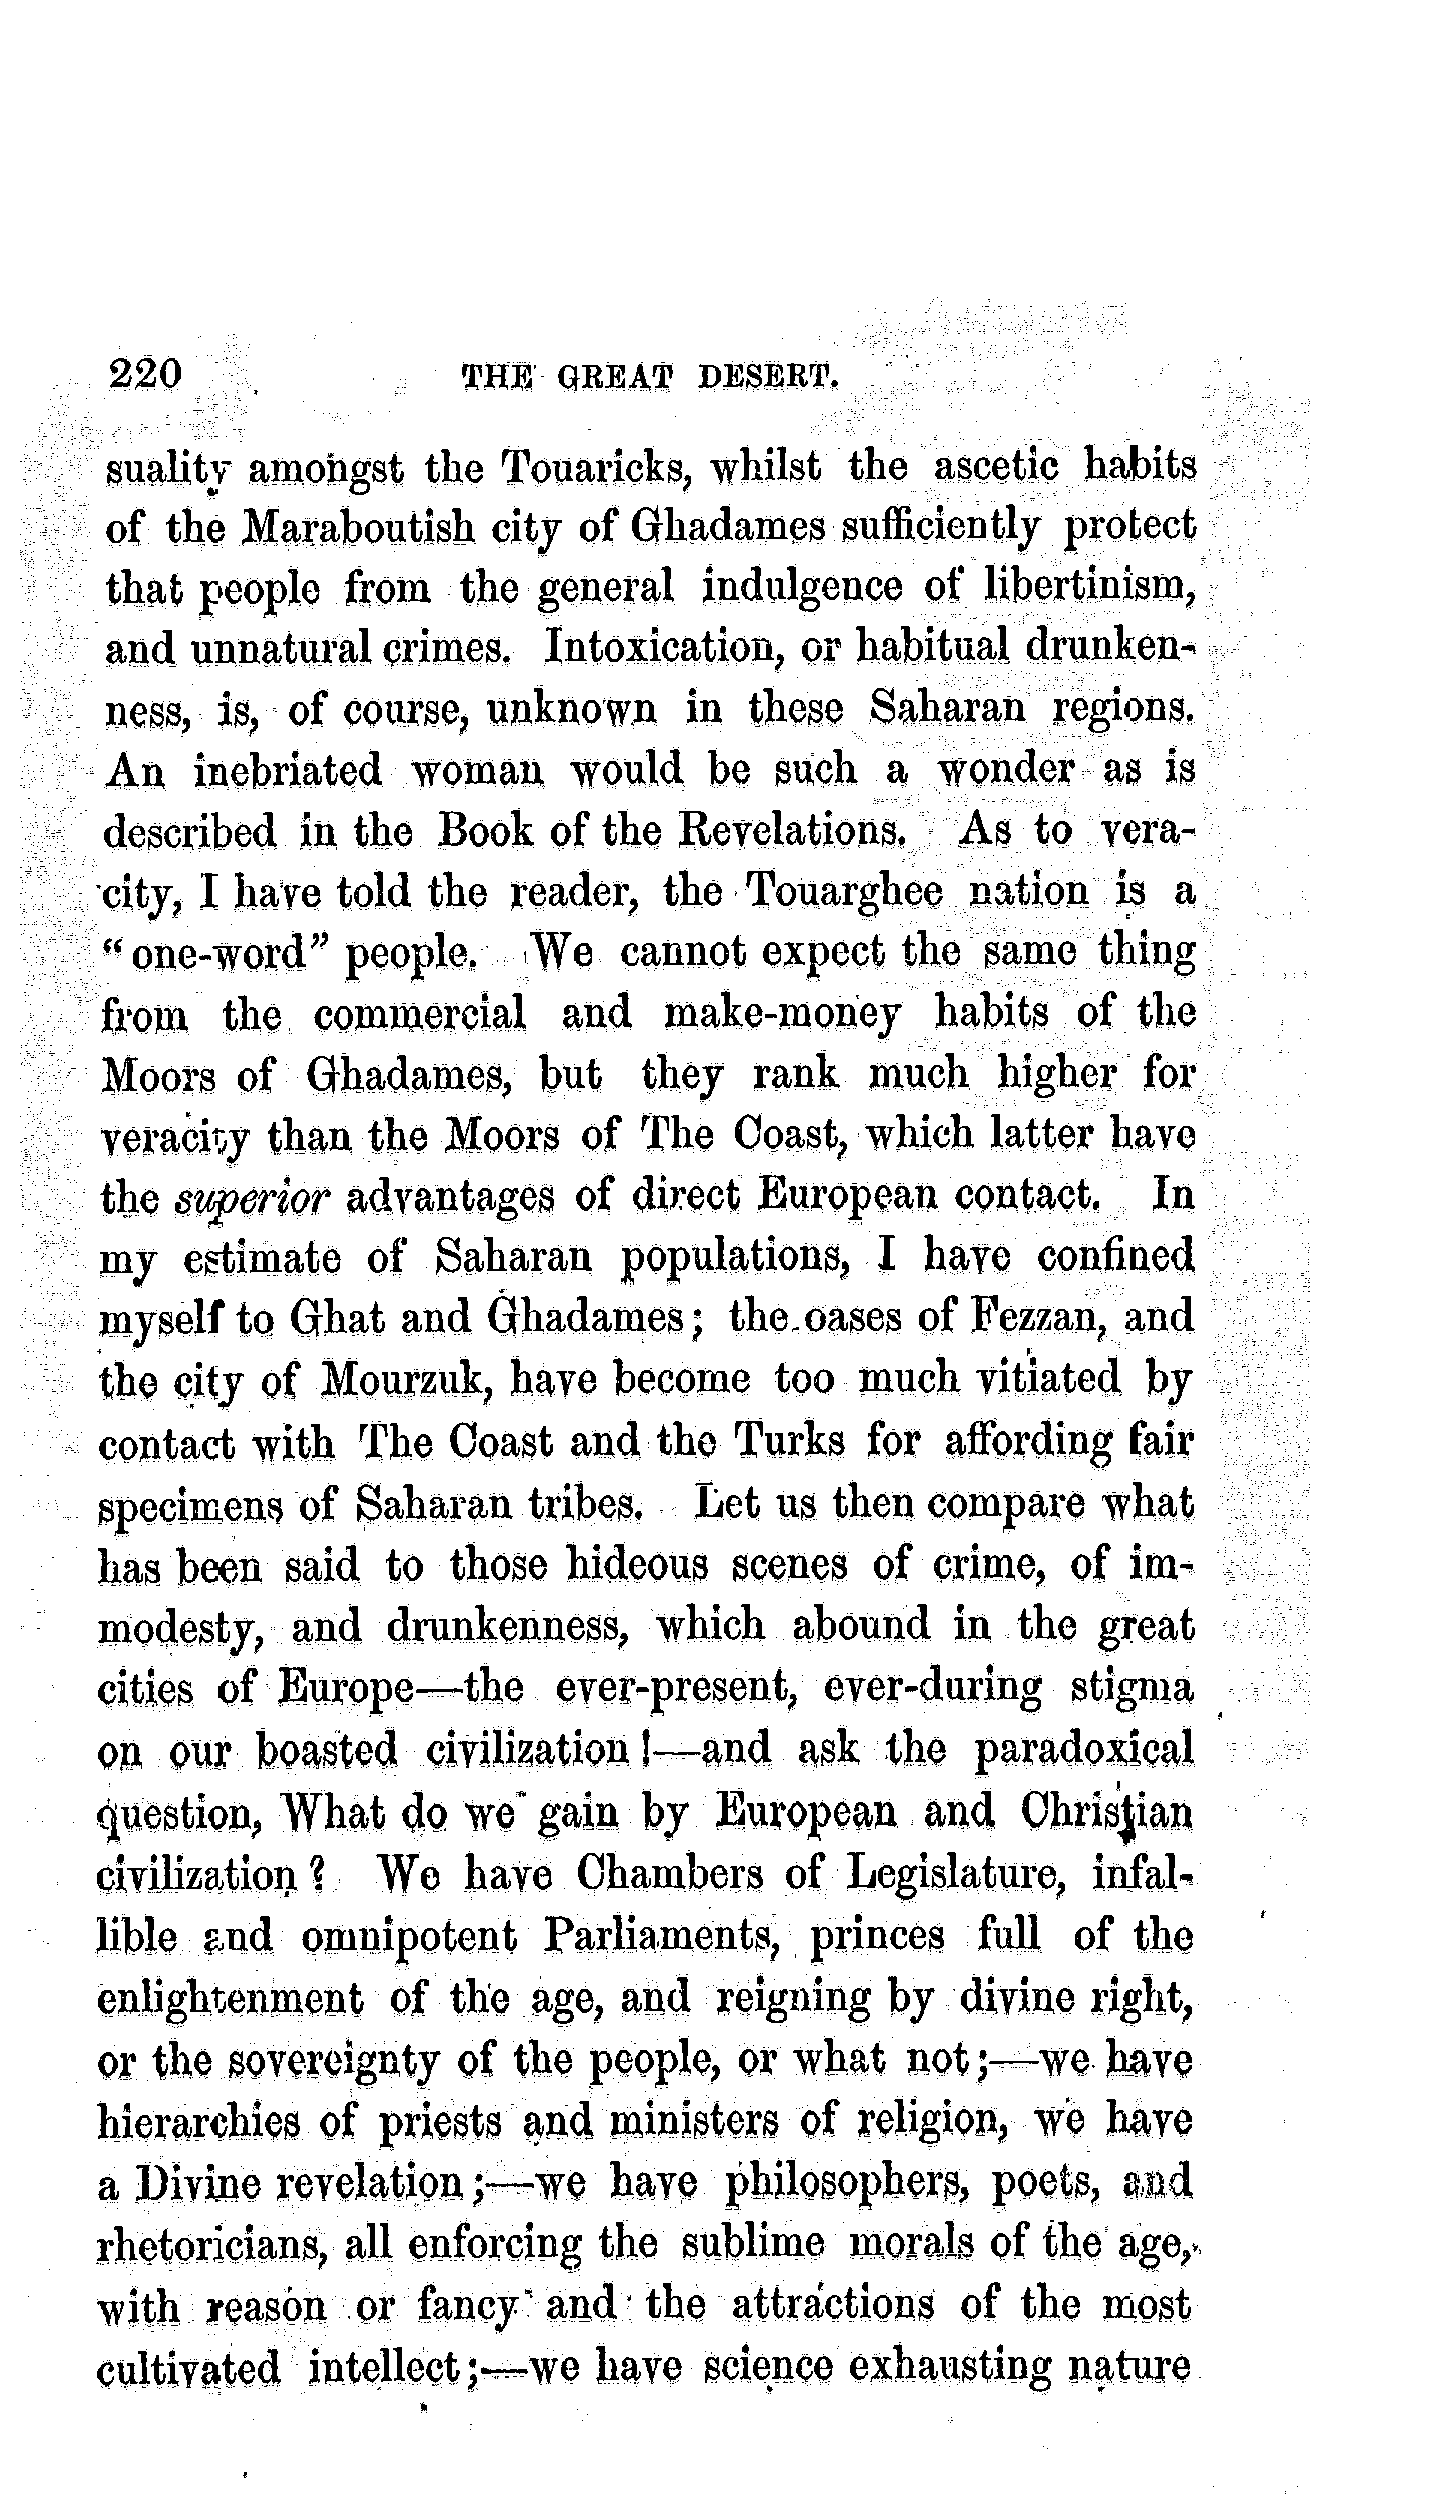 220 THE GREAT DESERT.
suality amongst the Touaricks, whilst the ascetic habits
of the Maraboutish city of Ghadames sufficiently protect
that people from the general indulgence of libertinism,
and unnatural crimes. Intoxication, or habitual drunken-
ness, is, of course, unknown in these Saharan regions.
An inebriated woman would be such a wonder as is
described in the Book of the Revelations. As to vera-
city, I have told the reader, the Touarghee nation is a
“one-word” people. We cannot expect the same thing
from the commercial and make-money habits of the
Moors of Ghadames, but they rank much higher for
veracity than the Moors of The Coast, which latter have
the superior advantages of direct European contact. In
my estimate of Saharan populations, I have confined
myself to Ghat and Ghadames; the oases of Fezzan, and
the city of Mourzuk, have become too much vitiated by
contact with The Coast and the Turks for affording fair
specimens of Saharan tribes. Let us then compare what
has been said to those hideous scenes of crime, of im-
modesty, and drunkenness, which abound in the great
cities of Europe—the ever-present, ever-during stigma
on our boasted civilization!—and ask the paradoxical
question, What do we gain by European and Christian
civilization? We have Chambers of Legislature, infal-
lible and omnipotent Parliaments, princes full of the
enlightenment of the age, and reigning by divine right,
or the sovereignty of the people, or what not;—we have
hierarchies of priests and ministers of religion, we have
a Divine revelation;—we have philosophers, poets, and
rhetoricians, all enforcing the sublime morals of the age,
with reason or fancy and the attractions of the most
cultivated intellect;—we have science exhausting nature